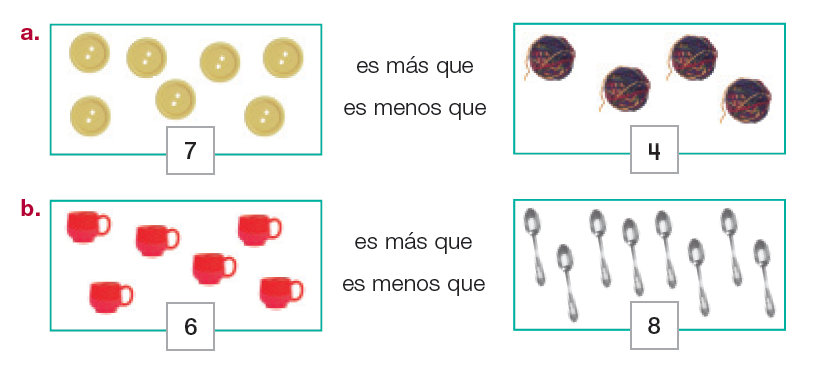 a.
es más que
es menos que
7
4
b.
es más que
es menos que
6
8